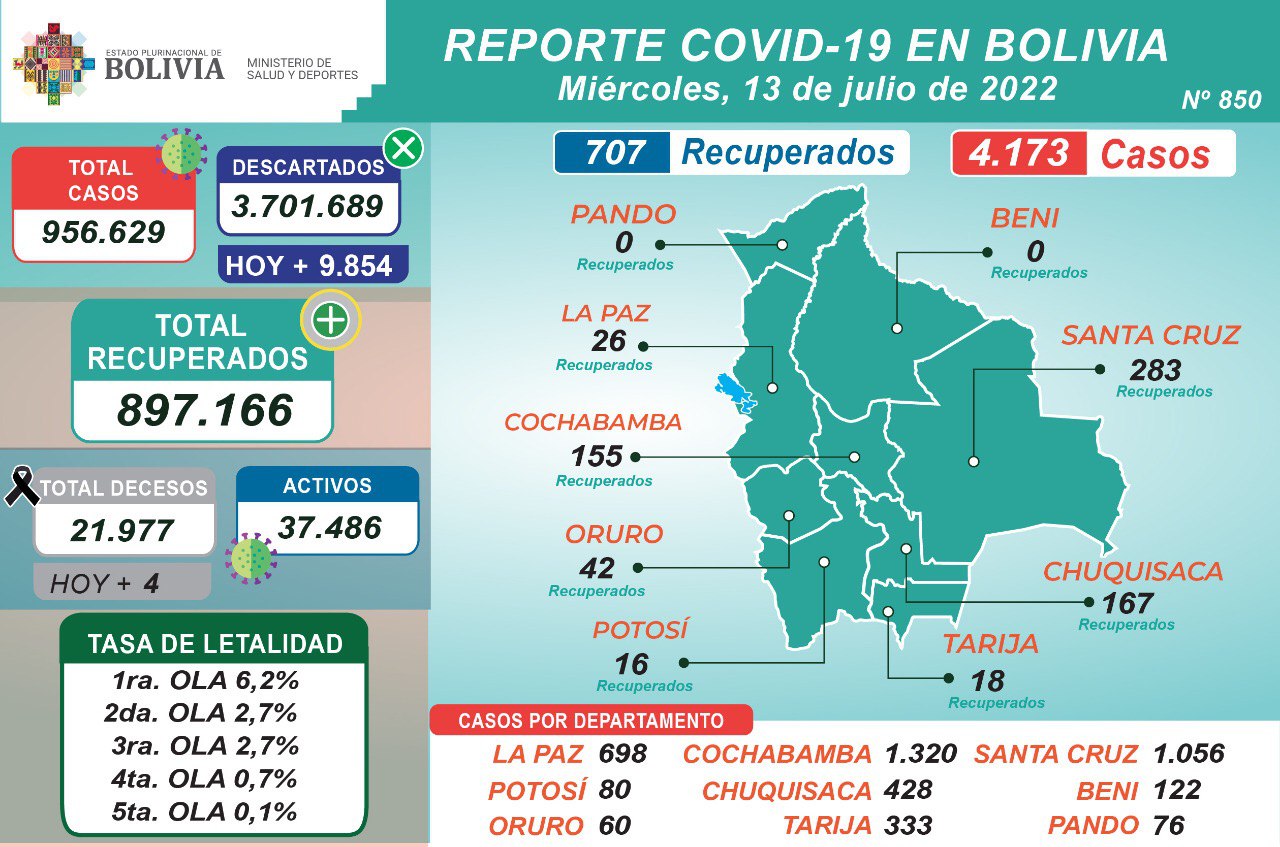 ESTADO PLURINACIONAL DE
BOLIVIA
MINISTERIO DE
SALUD Y DEPORTES
REPORTE COVID-19 EN BOLIVIA
Miércoles, 13 de julio de 2022
Nº 850
TOTAL
CASOS
956.629
DESCARTADOS
3.701.689
HOY + 9.854
TOTAL
RECUPERADOS
897.166
TOTAL DECESOS
21.977
HOY + 4
ACTIVOS
37.486
TASA DE LETALIDAD
1ra. OLA 6,2%
2da. OLA 2,7%
3ra. OLA 2,7%
4ta. OLA 0,7%
5ta. OLA 0,1%
707 Recuperados
4.173 Casos
PANDO
0
Recuperados
BENI
0
Recuperados
LA PAZ
26
Recuperados
SANTA CRUZ
283
Recuperados
COCHABAMBA
155
Recuperados
ORURO
42
Recuperados
CHUQUISACA
167
Recuperados
POTOSÍ
16
Recuperados
TARIJA
18
Recuperados
CASOS POR DEPARTAMENTO
LA PAZ 698 COCHABAMBA 1.320 SANTA CRUZ 1.056
POTOSÍ 80 CHUQUISACA 428 BENI 122
ORURO 60 TARIJA 333 PANDO 76